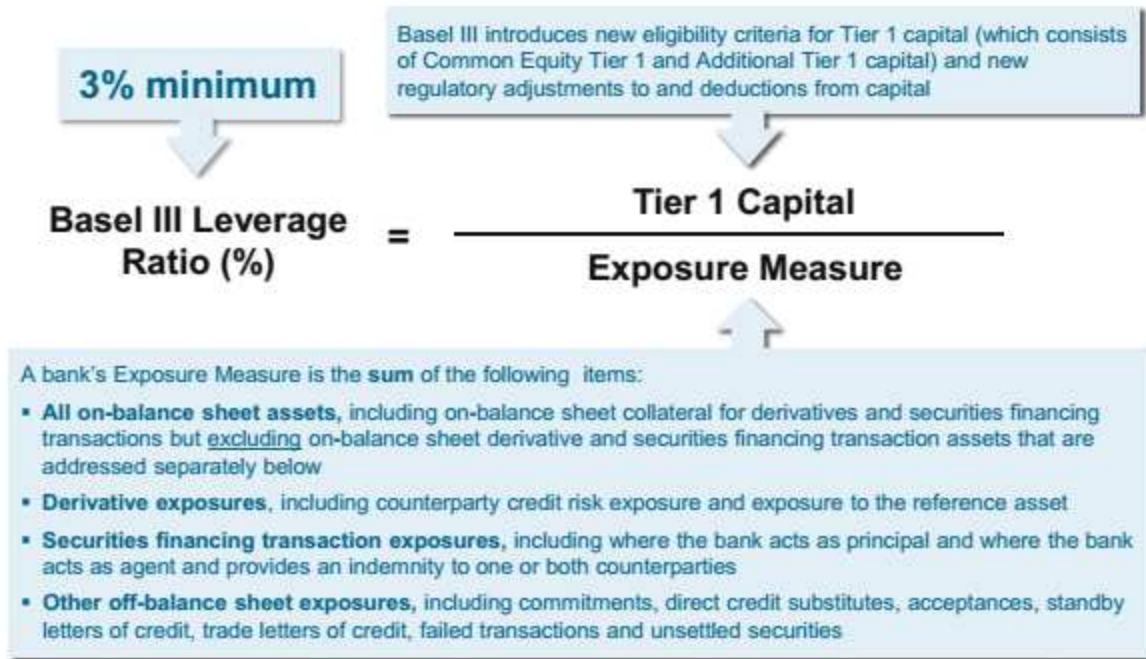 Basel III introduces new eligibility criteria for Tier 1 capital (which consists
of Common Equity Tier 1 and Additional Tier 1 capital) and new
regulatory adjustments to and deductions from capital
3% minimum
Basel III Leverage
Ratio (%)
=
Tier 1 Capital
Exposure Measure
A bank's Exposure Measure is the sum of the following items:
▪ All on-balance sheet assets, including on-balance sheet collateral for derivatives and securities financing
transactions but excluding on-balance sheet derivative and securities financing transaction assets that are
addressed separately below
▪ Derivative exposures, including counterparty credit risk exposure and exposure to the reference asset
▪ Securities financing transaction exposures, including where the bank acts as principal and where the bank
acts as agent and provides an indemnity to one or both counterparties
▪ Other off-balance sheet exposures, including commitments, direct credit substitutes, acceptances, standby
letters of credit, trade letters of credit, failed transactions and unsettled securities